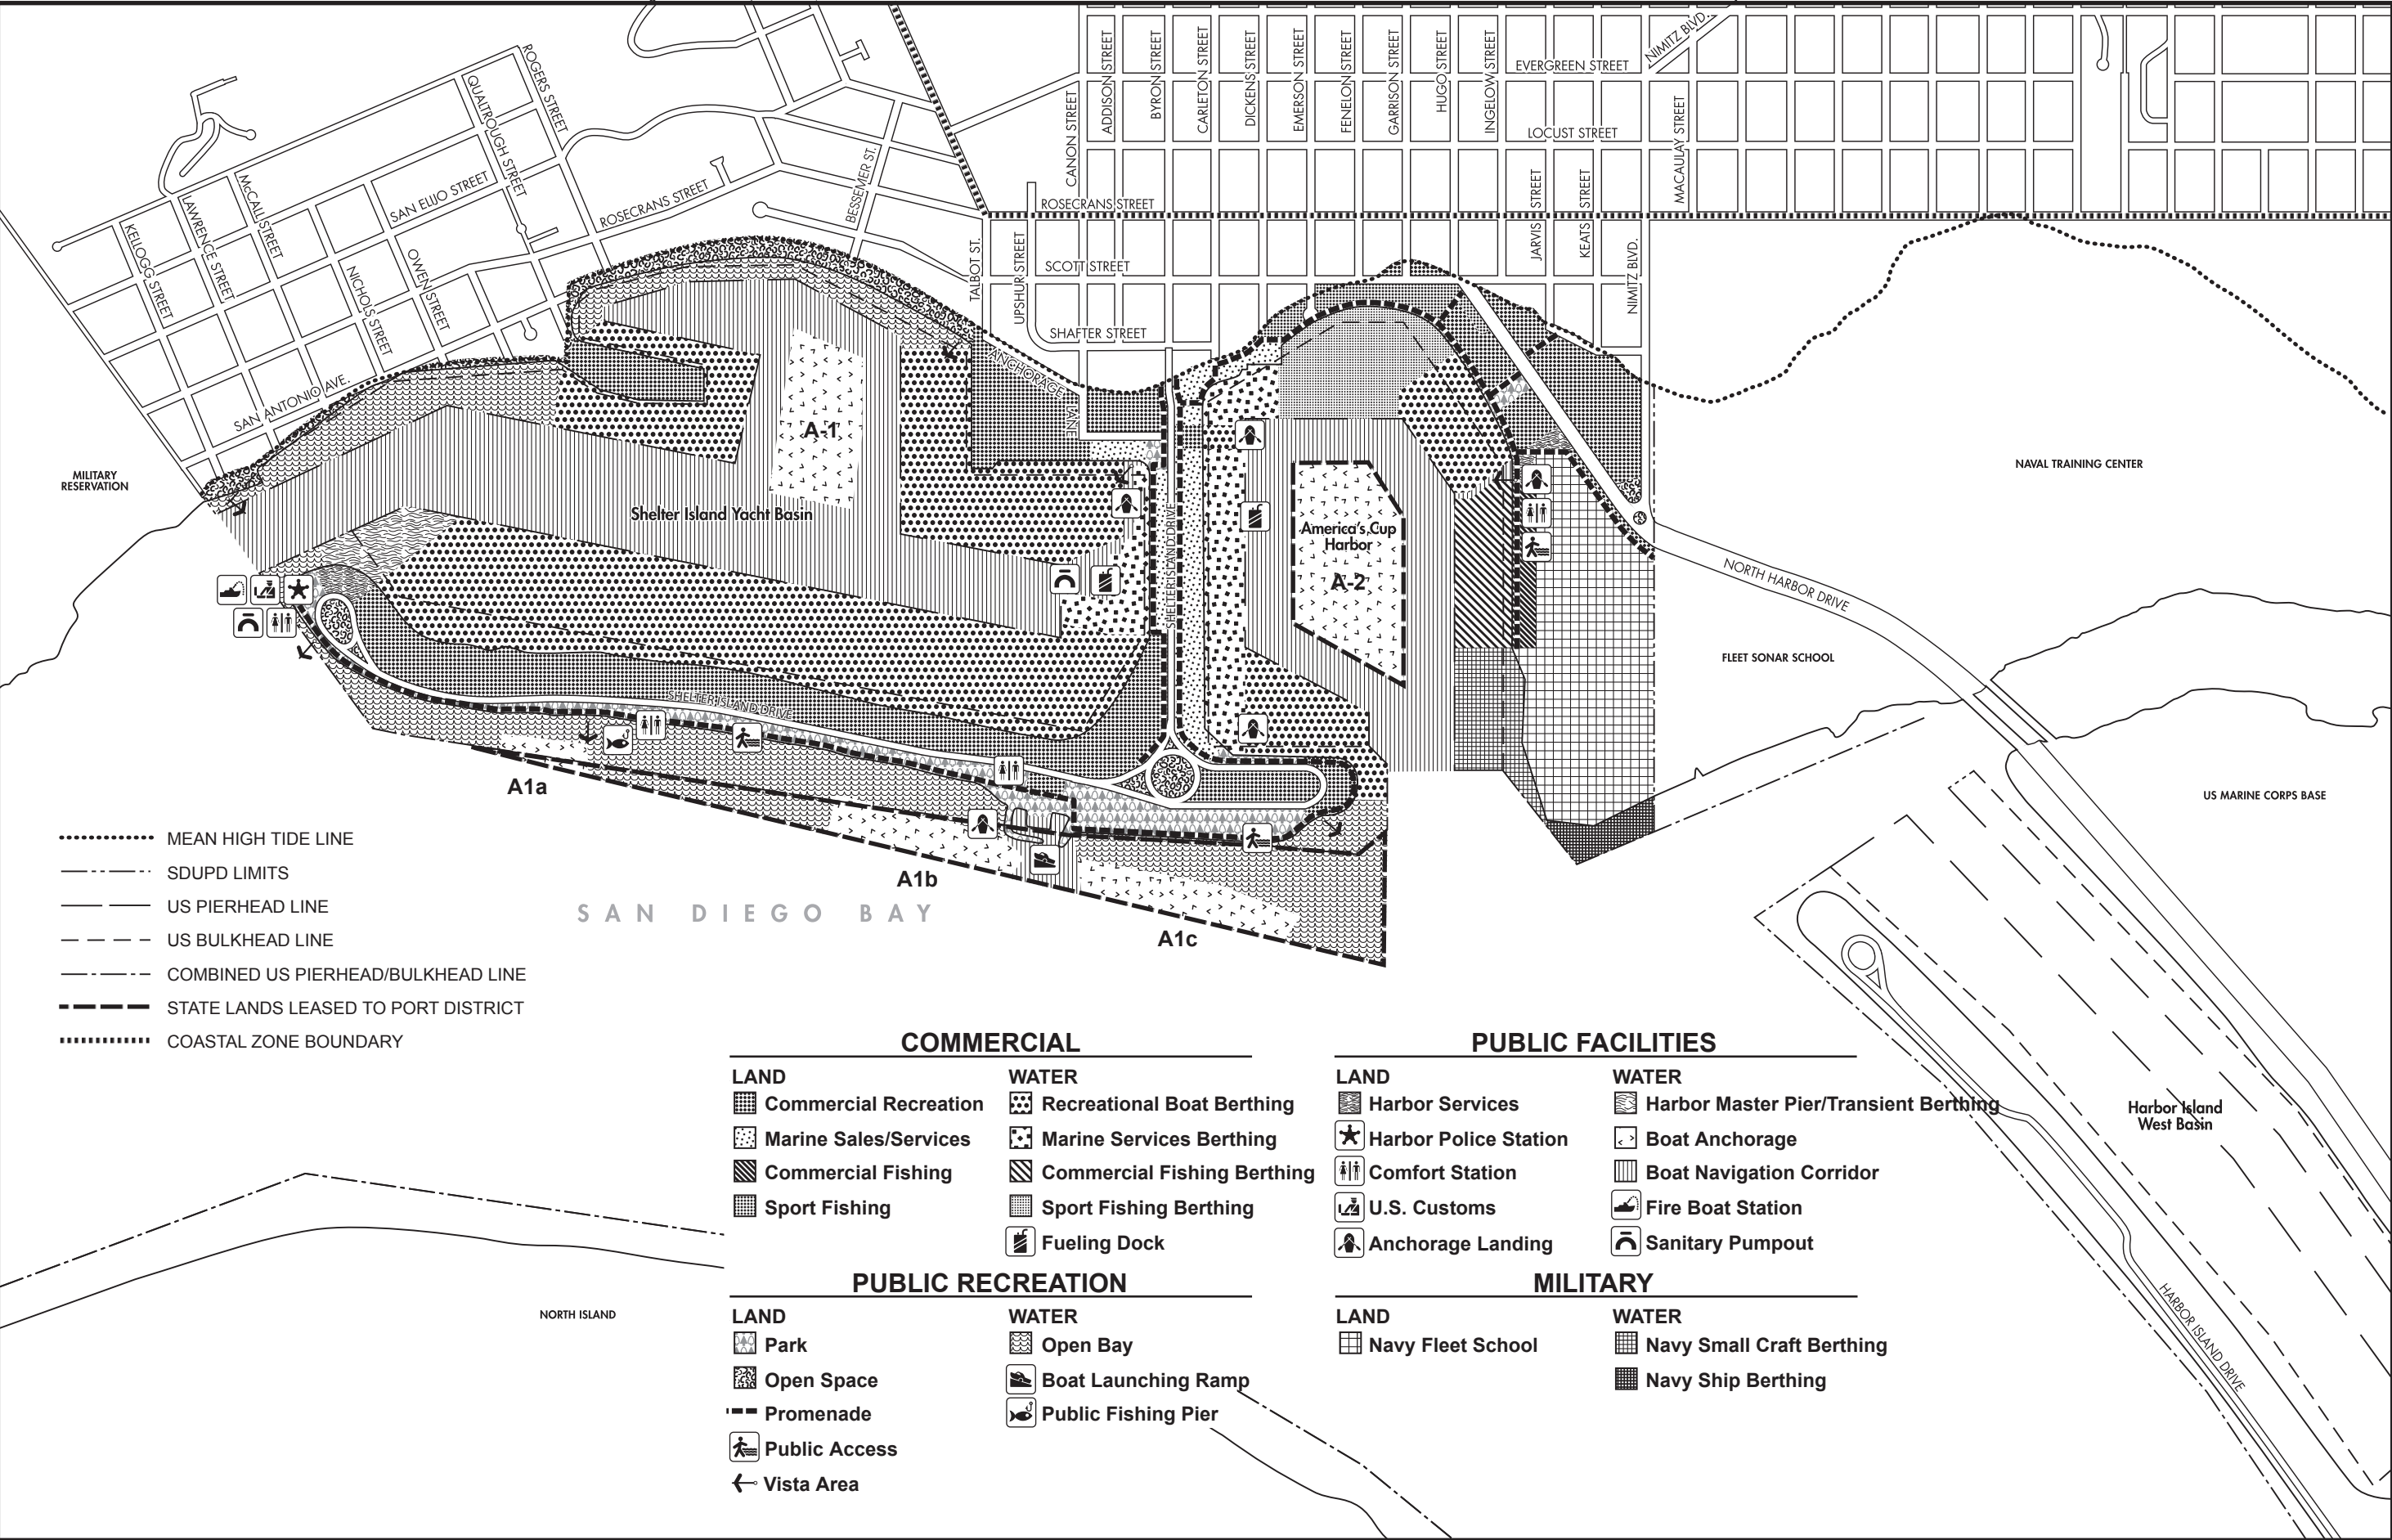 ROGERS STREET
QUALTROUGH STREET
McCALL STREET
LAWRENCE STREET
KELLOGG STREET
SAN ELIJO STREET
NICHOLS STREET
OWEN STREET
ROSECRANS STREET
BESSEMER ST.
SAN ANTONIO AVE.
CANON STREET
ADDISON STREET
BYRON STREET
CARLETON STREET
DICKENS STREET
EMERSON STREET
FENELON STREET
GARRISON STREET
HUGO STREET
INGELOW STREET
NIMITZ BLVD.
EVERGREEN STREET
LOCUST STREET
JARVIS STREET
KEATS STREET
MACAULAY STREET
NIMITZ BLVD.
ROSECRANS STREET
TALBOT ST.
UPSHUR STREET
SCOTT STREET
SHAFTER STREET
ANCHORAGE LANE
MILITARY
RESERVATION
A-1
Shelter Island Yacht Basin
SHELTER ISLAND DRIVE
America's Cup
Harbor
A-2
NAVAL TRAINING CENTER
NORTH HARBOR DRIVE
FLEET SONAR SCHOOL
US MARINE CORPS BASE
SHELTER ISLAND DRIVE
A1a
A1b
A1c
SAN DIEGO BAY
Harbor Island
West Basin
HARBOR ISLAND DRIVE
NORTH ISLAND
MEAN HIGH TIDE LINE
SDUPD LIMITS
US PIERHEAD LINE
US BULKHEAD LINE
COMBINED US PIERHEAD/BULKHEAD LINE
STATE LANDS LEASED TO PORT DISTRICT
COASTAL ZONE BOUNDARY
COMMERCIAL
LAND
Commercial Recreation
Marine Sales/Services
Commercial Fishing
Sport Fishing
WATER
Recreational Boat Berthing
Marine Services Berthing
Commercial Fishing Berthing
Sport Fishing Berthing
Fueling Dock
PUBLIC FACILITIES
LAND
Harbor Services
Harbor Police Station
Comfort Station
U.S. Customs
Anchorage Landing
WATER
Harbor Master Pier/Transient Berthing
Boat Anchorage
Boat Navigation Corridor
Fire Boat Station
Sanitary Pumpout
PUBLIC RECREATION
LAND
Park
Open Space
Promenade
Public Access
Vista Area
WATER
Open Bay
Boat Launching Ramp
Public Fishing Pier
MILITARY
LAND
Navy Fleet School
WATER
Navy Small Craft Berthing
Navy Ship Berthing